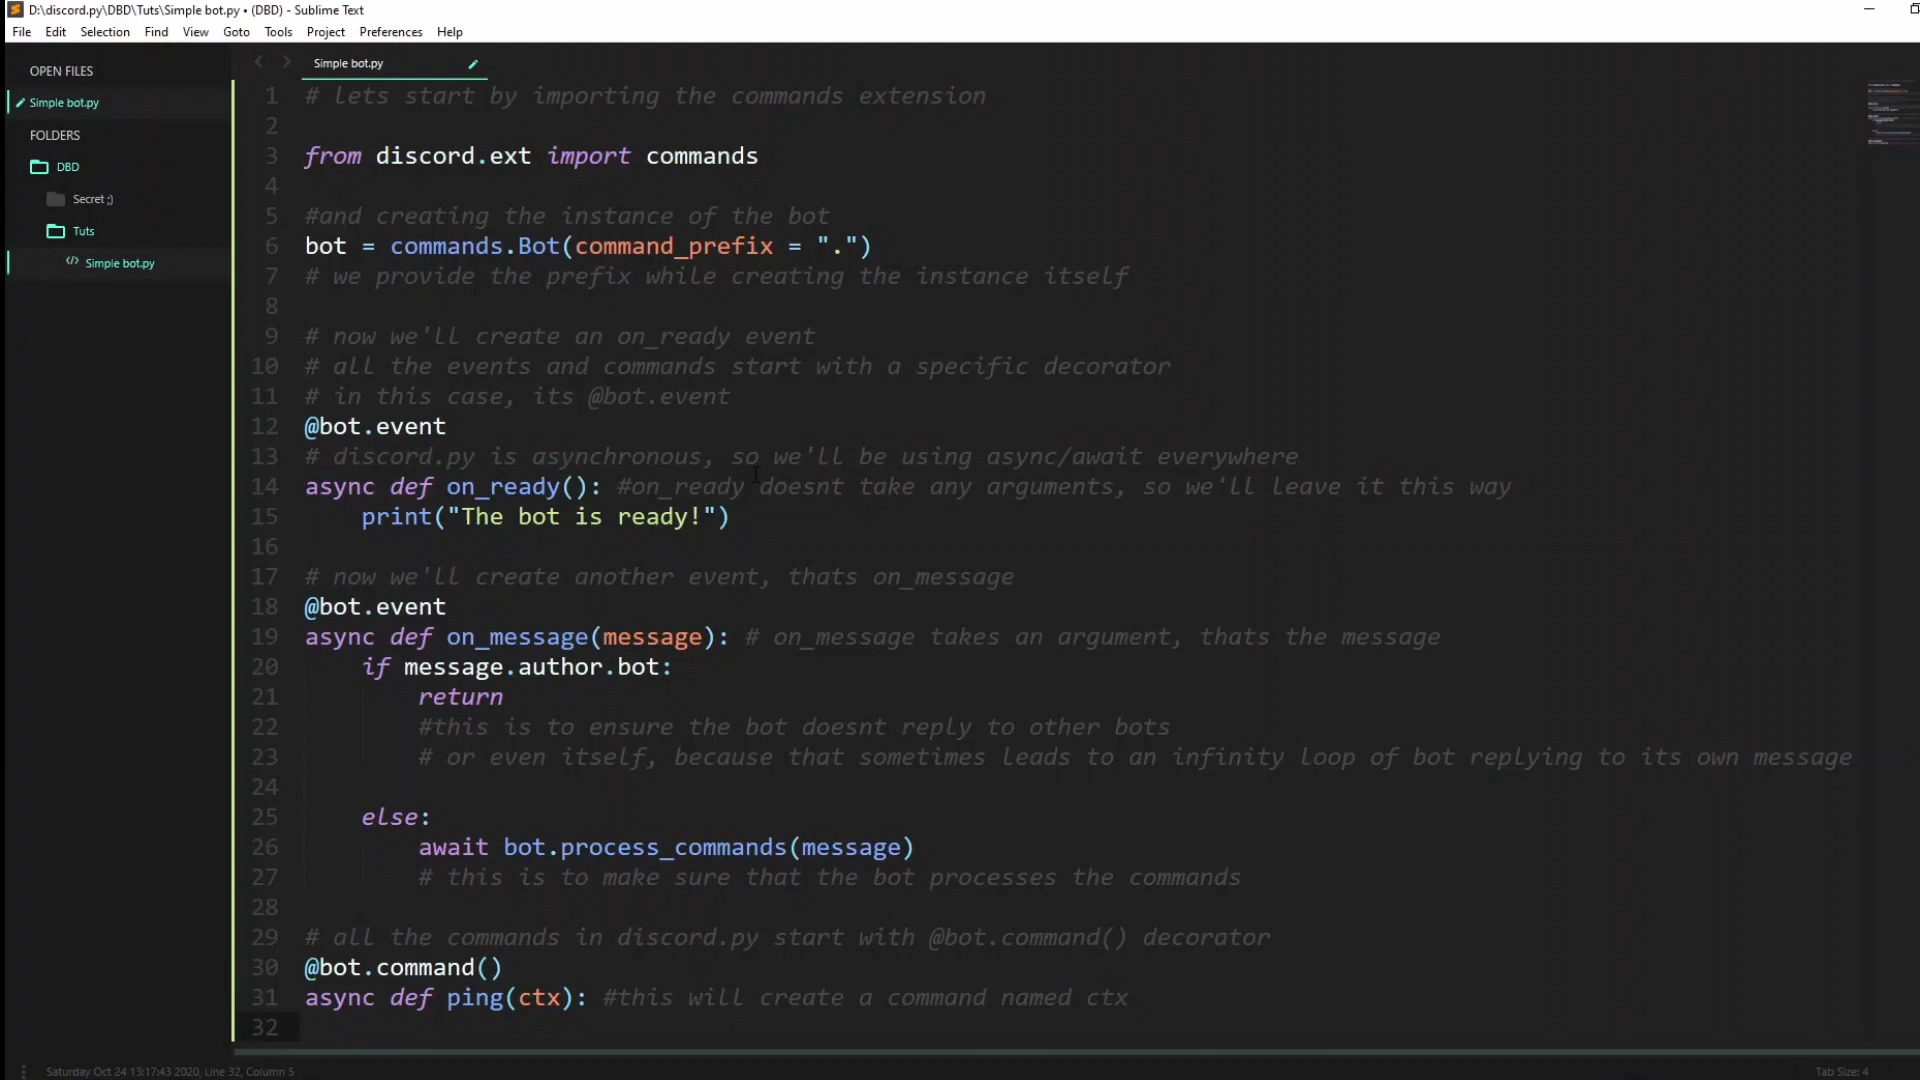 D:\discord.py\DBD\Tuts\Simple bot.py • (DBD) - Sublime Text
File Edit Selection Find View Goto Tools Project Preferences Help
OPEN FILES
Simple bot.py
FOLDERS
DBD
Secret ;)
Tuts
Simple bot.py
Simple bot.py
1 # lets start by importing the commands extension
2
3 from discord.ext import commands
4
5 #and creating the instance of the bot
6 bot = commands.Bot(command_prefix = ".")
7 # we provide the prefix while creating the instance itself
8
9 # now we'll create an on_ready event
10 # all the events and commands start with a specific decorator
11 # in this case, its @bot.event
12 @bot.event
13 # discord.py is asynchronous, so we'll be using async/await everywhere
14 async def on_ready(): #on_ready doesnt take any arguments, so we'll leave it this way
15     print("The bot is ready!")
16
17 # now we'll create another event, thats on_message
18 @bot.event
19 async def on_message(message): # on_message takes an argument, thats the message
20     if message.author.bot:
21         return
22         #this is to ensure the bot doesnt reply to other bots
23         # or even itself, because that sometimes leads to an infinity loop of bot replying to its own message
24
25     else:
26         await bot.process_commands(message)
27         # this is to make sure that the bot processes the commands
28
29 # all the commands in discord.py start with @bot.command() decorator
30 @bot.command()
31 async def ping(ctx): #this will create a command named ctx
32
Saturday Oct 24 13:17:43 2020, Line 32, Column 5
Tab Size: 4